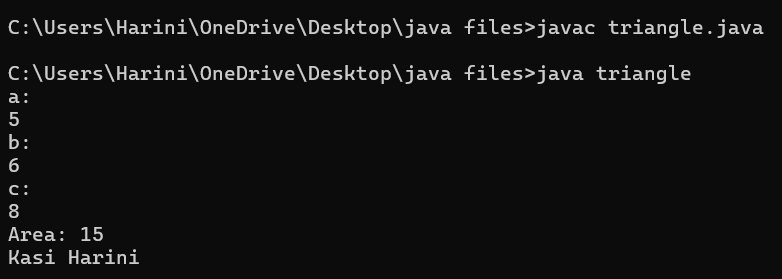 C:\Users\Harini\OneDrive\Desktop\java files>javac triangle.java
C:\Users\Harini\OneDrive\Desktop\java files>java triangle
a:
5
b:
6
c:
8
Area: 15
Kasi Harini